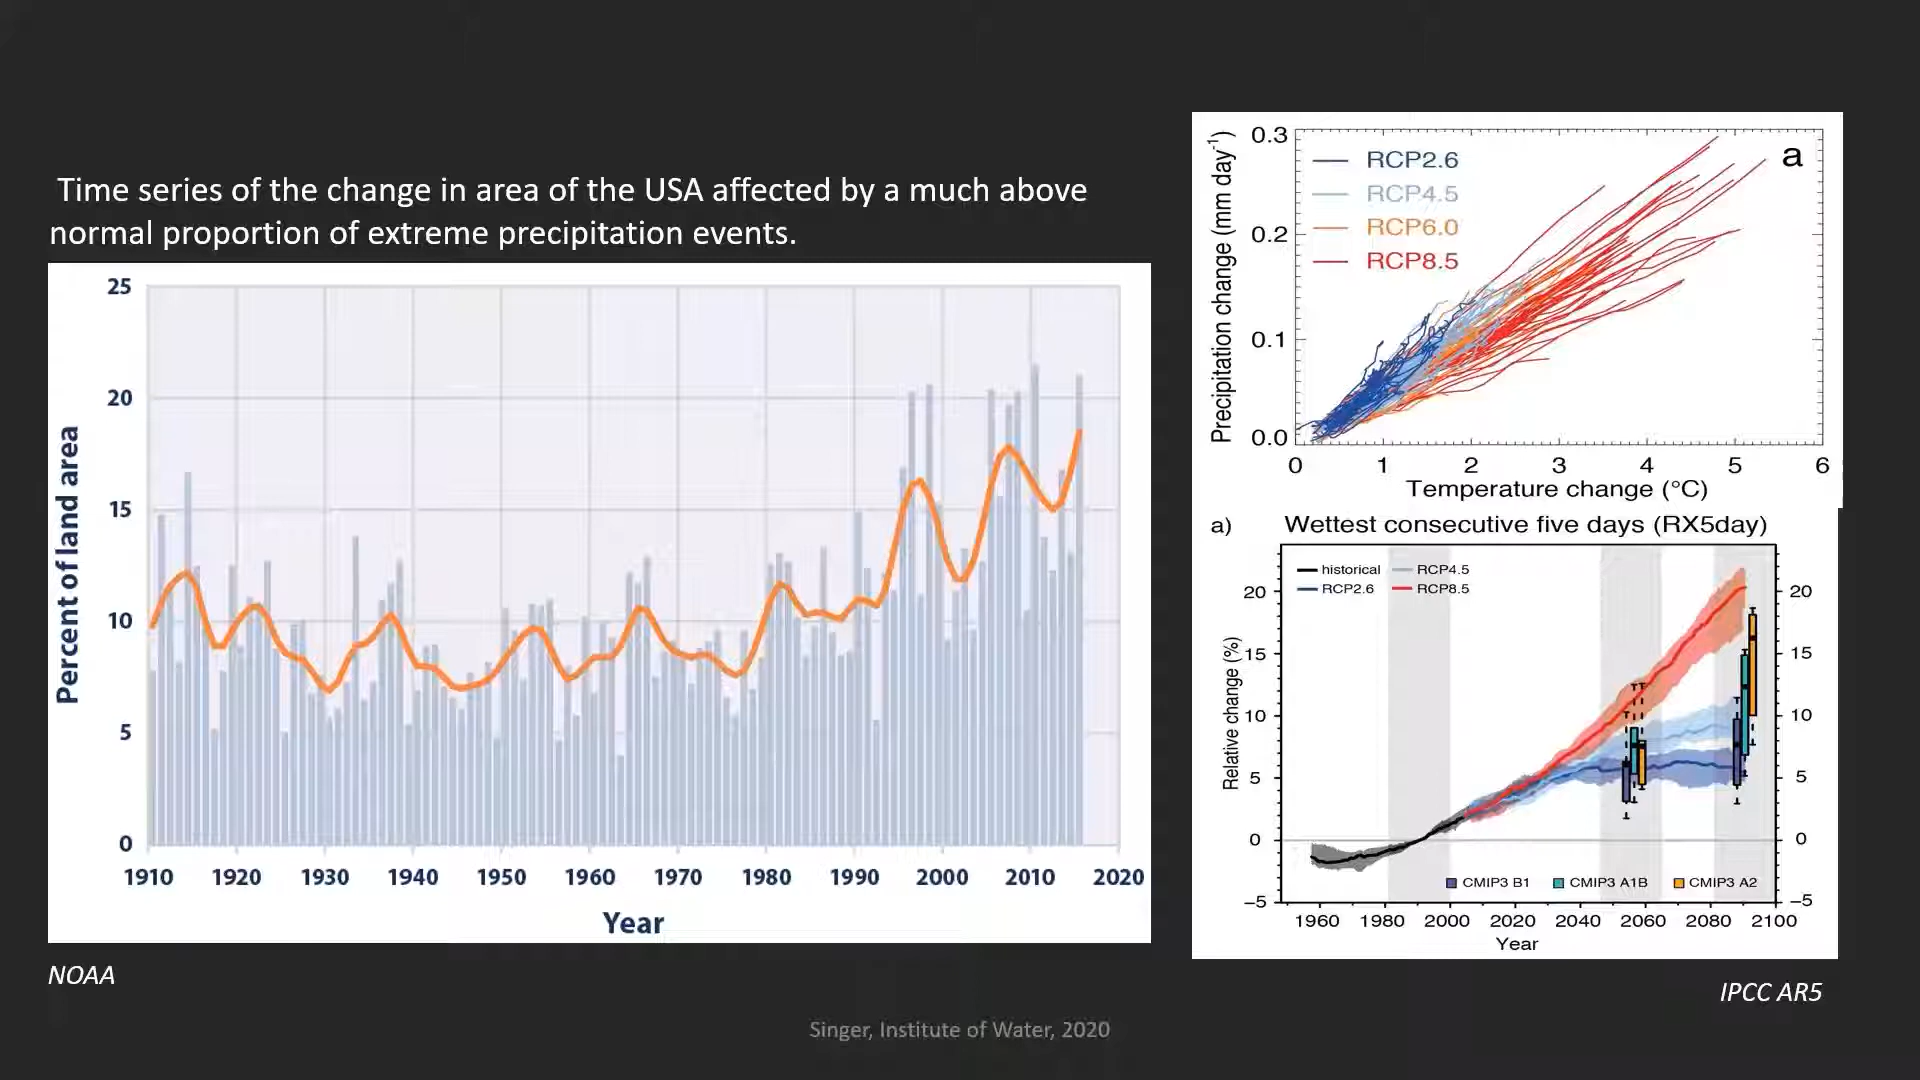 Time series of the change in area of the USA affected by a much above
normal proportion of extreme precipitation events.
25
20
15
10
5
0
Percent of land area
1910 1920 1930 1940 1950 1960 1970 1980 1990 2000 2010 2020
Year
NOAA
0.3
0.2
0.1
0.0
Precipitation change (mm day⁻¹)
RCP2.6
RCP4.5
RCP6.0
RCP8.5
a
0 1 2 3 4 5 6
Temperature change (°C)
a) Wettest consecutive five days (RX5day)
historical RCP4.5
RCP2.6 RCP8.5
20 20
15 15
10 10
5 5
0 0
−5 −5
Relative change (%)
CMIP3 B1 CMIP3 A1B CMIP3 A2
1960 1980 2000 2020 2040 2060 2080 2100
Year
IPCC AR5
Singer, Institute of Water, 2020